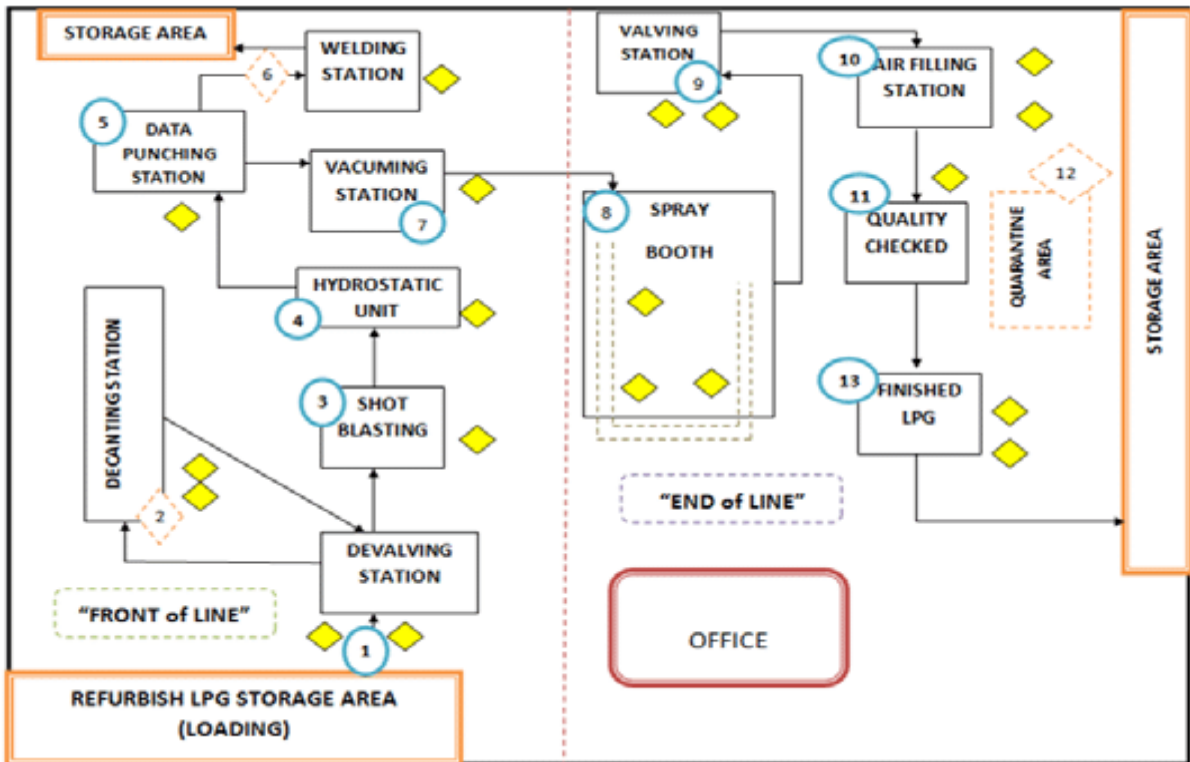 STORAGE AREA
WELDING
STATION
6
5
DATA
PUNCHING
STATION
VACUMING
STATION
7
HYDROSTATIC
UNIT
4
3
SHOT
BLASTING
DECANTING STATION
2
DEVALVING
STATION
"FRONT of LINE"
1
REFURBISH LPG STORAGE AREA
(LOADING)
VALVING
STATION
9
10
AIR FILLING
STATION
8
SPRAY
BOOTH
11
QUALITY
CHECKED
12
QUARANTINE
AREA
13
FINISHED
LPG
"END of LINE"
OFFICE
STORAGE AREA